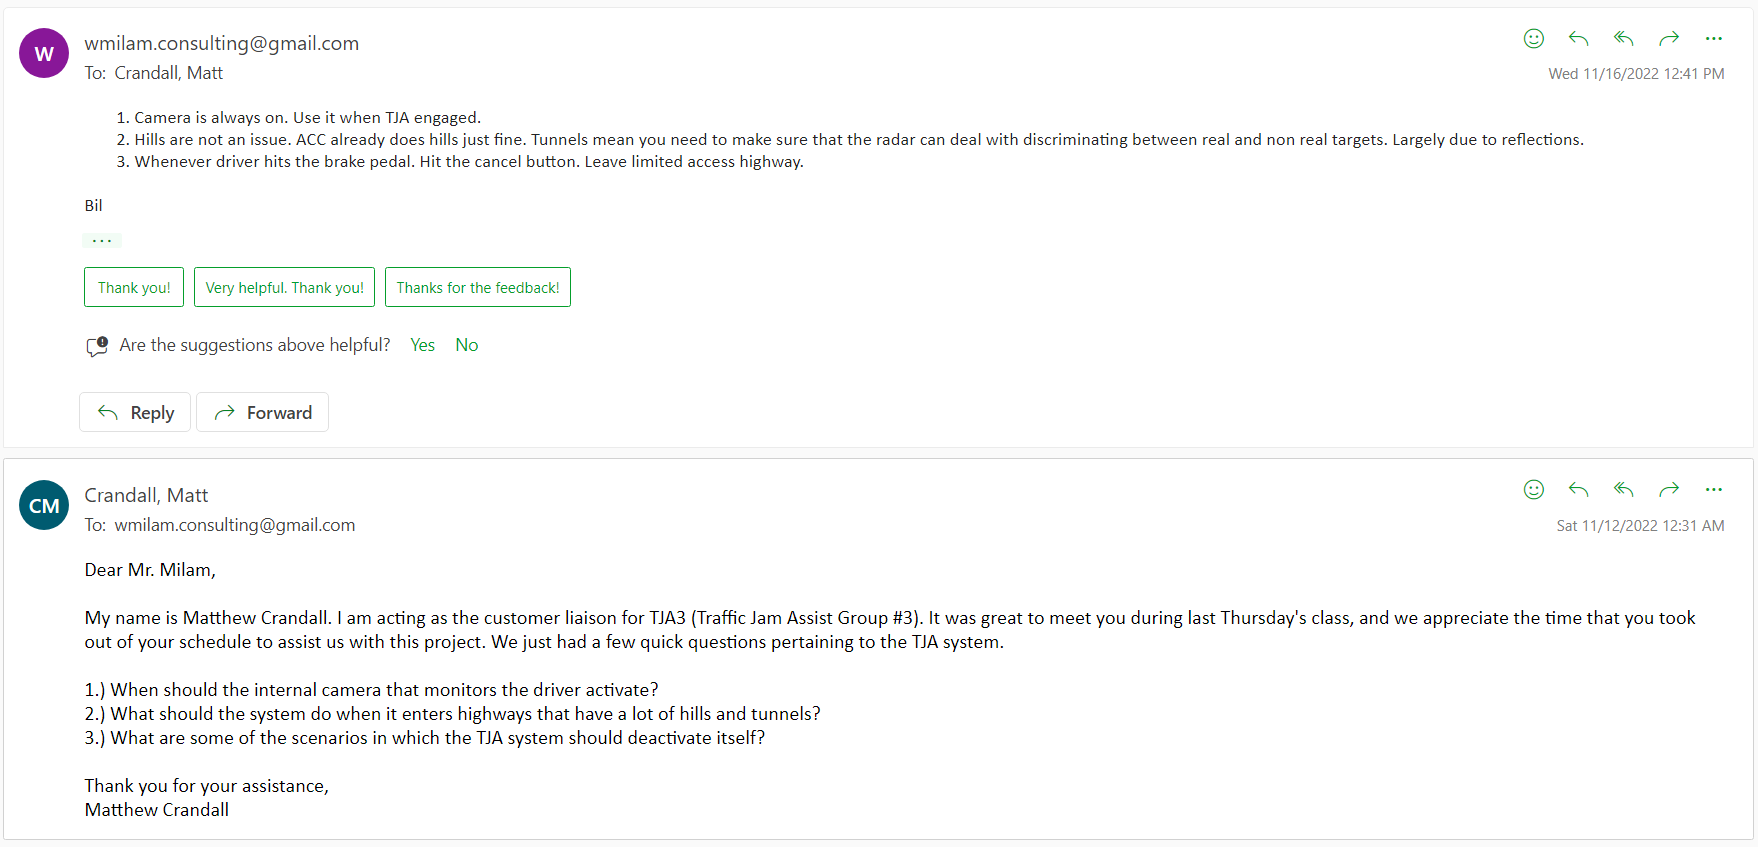 W
wmilam.consulting@gmail.com
To: Crandall, Matt
Wed 11/16/2022 12:41 PM
1. Camera is always on. Use it when TJA engaged.
2. Hills are not an issue. ACC already does hills just fine. Tunnels mean you need to make sure that the radar can deal with discriminating between real and non real targets. Largely due to reflections.
3. Whenever driver hits the brake pedal. Hit the cancel button. Leave limited access highway.
Bil
...
Thank you! Very helpful. Thank you! Thanks for the feedback!
Are the suggestions above helpful? Yes No
Reply Forward
CM
Crandall, Matt
To: wmilam.consulting@gmail.com
Sat 11/12/2022 12:31 AM
Dear Mr. Milam,
My name is Matthew Crandall. I am acting as the customer liaison for TJA3 (Traffic Jam Assist Group #3). It was great to meet you during last Thursday's class, and we appreciate the time that you took
out of your schedule to assist us with this project. We just had a few quick questions pertaining to the TJA system.
1.) When should the internal camera that monitors the driver activate?
2.) What should the system do when it enters highways that have a lot of hills and tunnels?
3.) What are some of the scenarios in which the TJA system should deactivate itself?
Thank you for your assistance,
Matthew Crandall